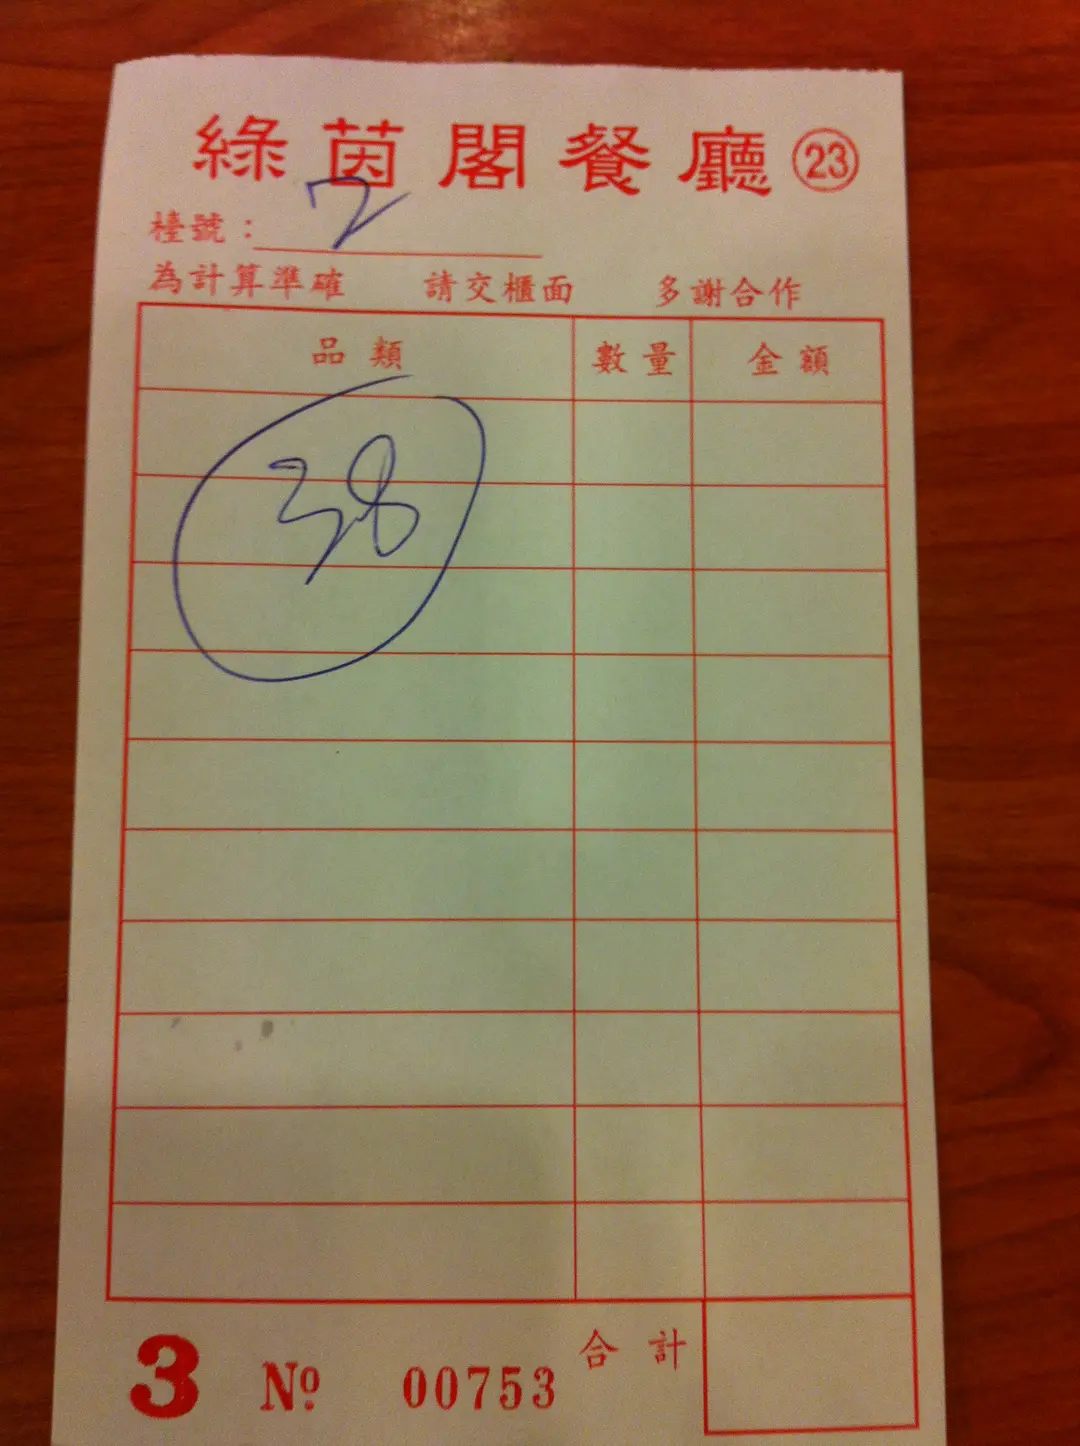 綠茵閣餐廳 23
檯號：7
為計算準確 請交櫃面 多謝合作
品類 數量 金額
38
合計
3 Nº 00753